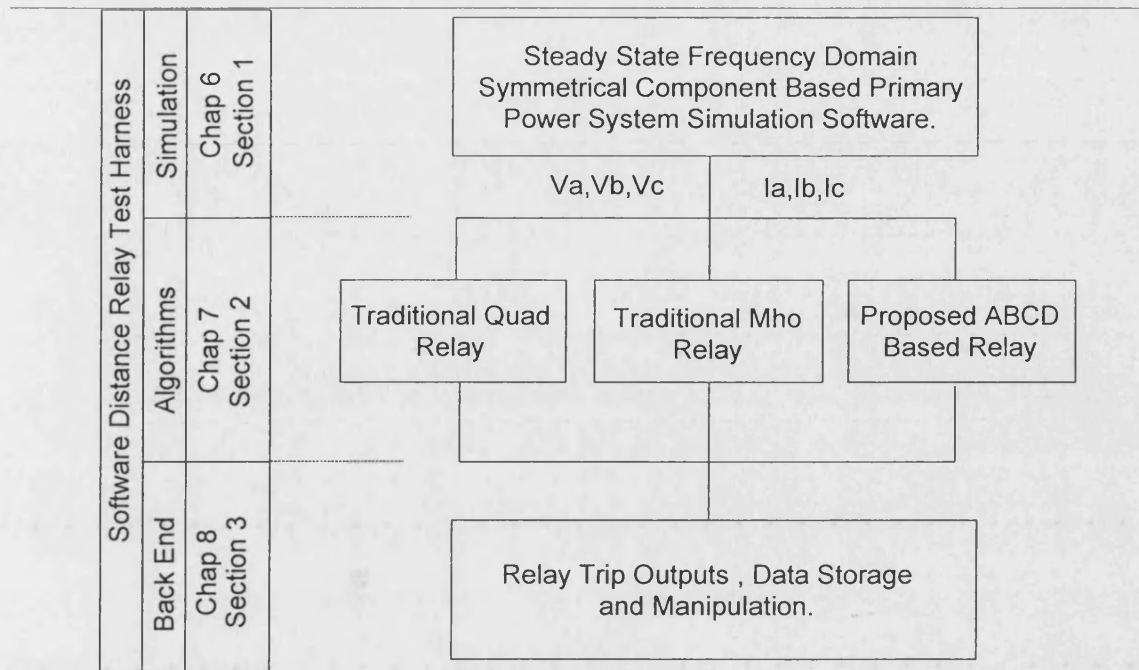 Software Distance Relay Test Harness
Simulation
Chap 6
Section 1
Algorithms
Chap 7
Section 2
Back End
Chap 8
Section 3
Steady State Frequency Domain
Symmetrical Component Based Primary
Power System Simulation Software.
Va,Vb,Vc
Ia,Ib,Ic
Traditional Quad
Relay
Traditional Mho
Relay
Proposed ABCD
Based Relay
Relay Trip Outputs , Data Storage
and Manipulation.